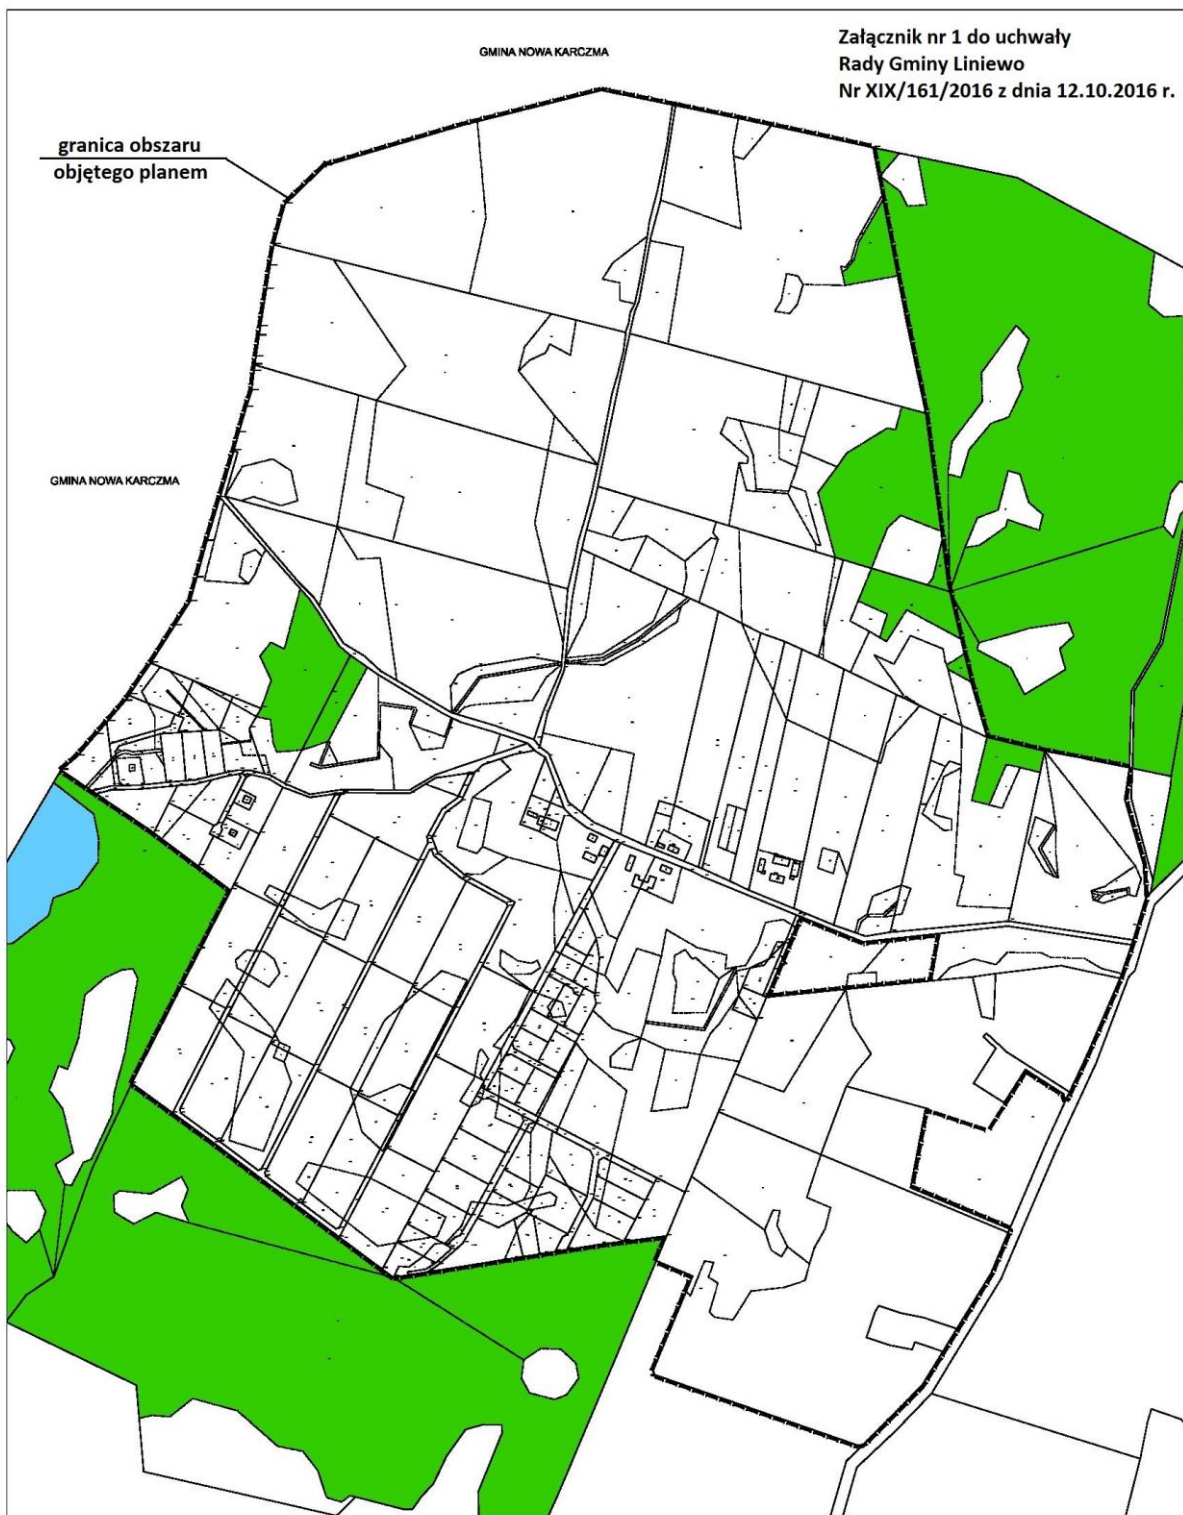 GMINA NOWA KARCZMA
Załącznik nr 1 do uchwały
Rady Gminy Liniewo
Nr XIX/161/2016 z dnia 12.10.2016 r.
granica obszaru
objętego planem
GMINA NOWA KARCZMA